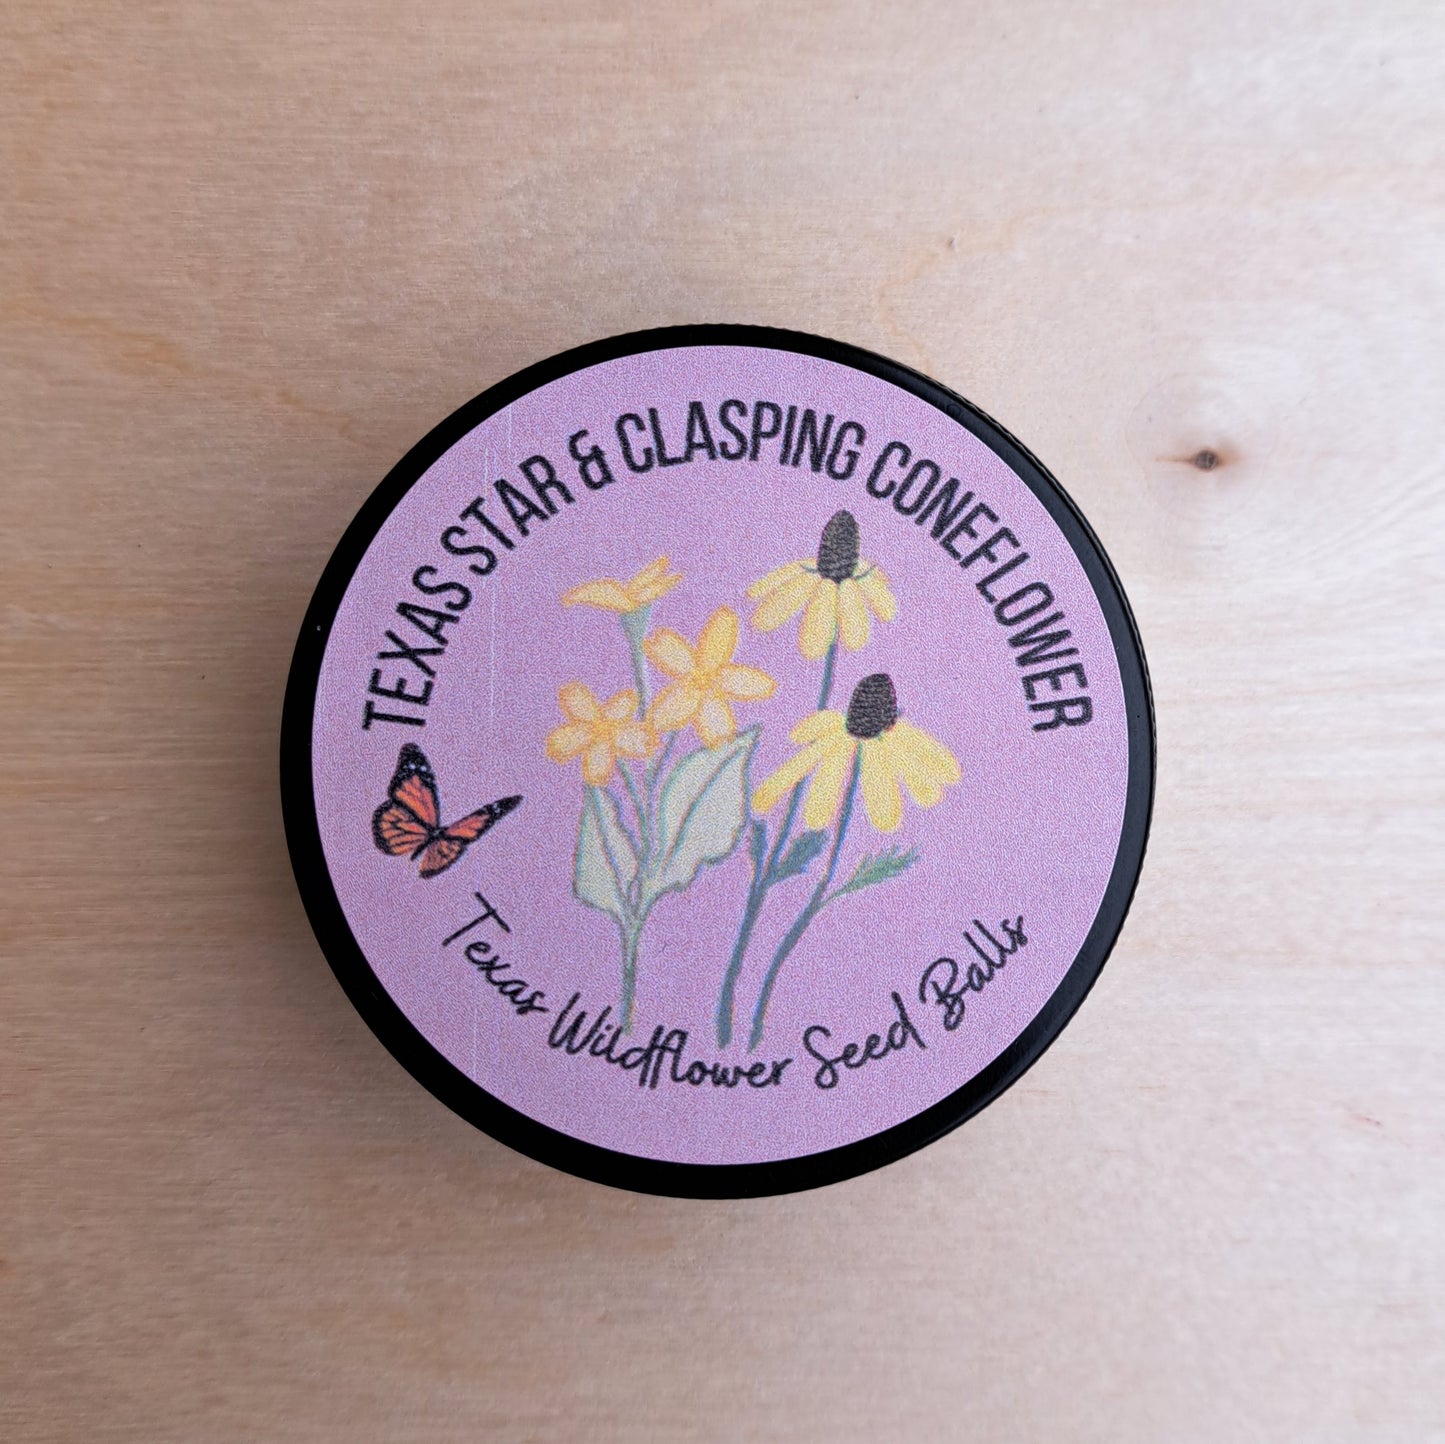 TEXAS STAR & CLASPING CONEFLOWER
Texas Wildflower Seed Balls